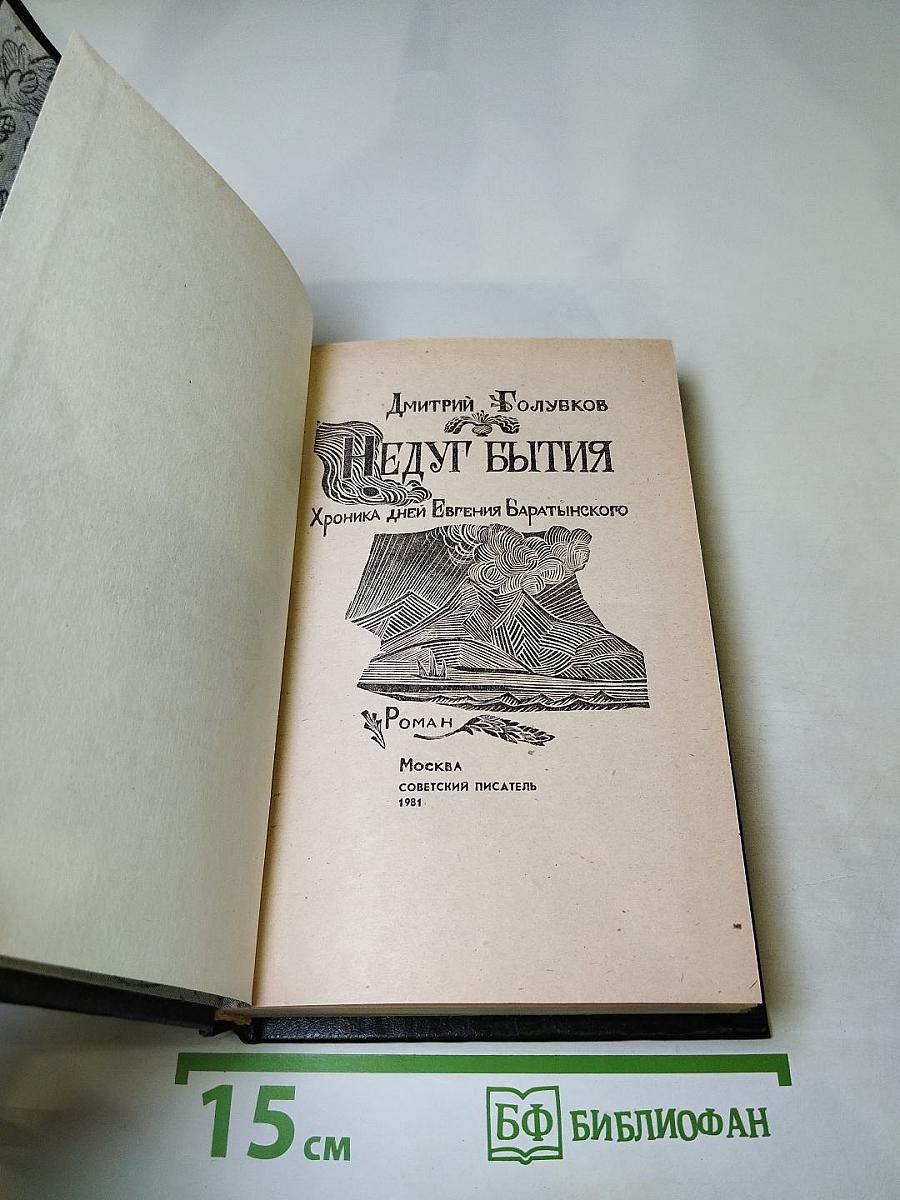 Дмитрий Голубков
Недуг бытия
Хроника дней Евгения Баратынского
Роман
Москва
СОВЕТСКИЙ ПИСАТЕЛЬ
1981
15 см
БФ БИБЛИОФАН